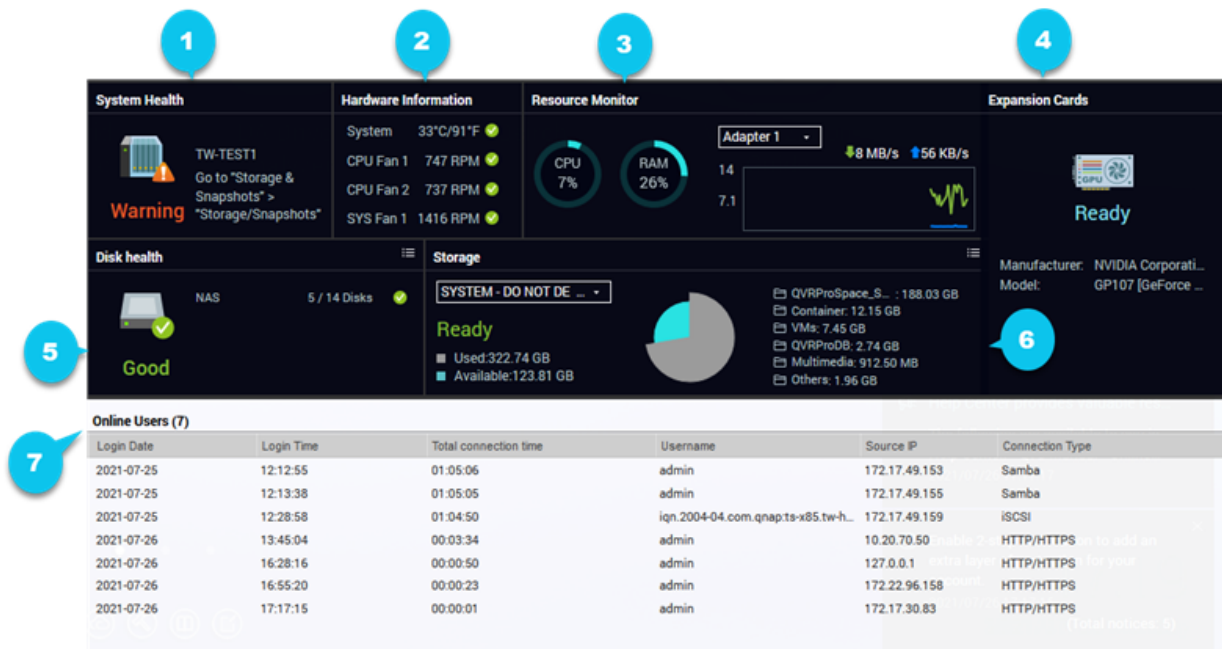 1
2
3
4
System Health
Warning
TW-TEST1
Go to "Storage &
Snapshots" >
"Storage/Snapshots"
Hardware Information
System 33°C/91°F
CPU Fan 1 747 RPM
CPU Fan 2 737 RPM
SYS Fan 1 1416 RPM
Resource Monitor
CPU
7%
RAM
26%
Adapter 1
8 MB/s 56 KB/s
14
7.1
Expansion Cards
GPU
Ready
Manufacturer: NVIDIA Corporati...
Model: GP107 [GeForce ...
5
Disk health
NAS 5 / 14 Disks
Good
Storage
SYSTEM - DO NOT DE ...
Ready
Used:322.74 GB
Available:123.81 GB
QVRProSpace_S... : 188.03 GB
Container: 12.15 GB
VMs: 7.45 GB
QVRProDB: 2.74 GB
Multimedia: 912.50 MB
Others: 1.96 GB
6
7
Online Users (7)
Login Date Login Time Total connection time Username Source IP Connection Type
2021-07-25 12:12:55 01:05:06 admin 172.17.49.153 Samba
2021-07-25 12:13:38 01:05:05 admin 172.17.49.155 Samba
2021-07-25 12:28:58 01:04:50 iqn.2004-04.com.qnap:ts-x85.tw-h... 172.17.49.159 iSCSI
2021-07-26 13:45:04 00:03:34 admin 10.20.70.50 HTTP/HTTPS
2021-07-26 16:28:16 00:00:50 admin 127.0.0.1 HTTP/HTTPS
2021-07-26 16:55:20 00:00:23 admin 172.22.96.158 HTTP/HTTPS
2021-07-26 17:17:15 00:00:01 admin 172.17.30.83 HTTP/HTTPS
(Total notices: 5)